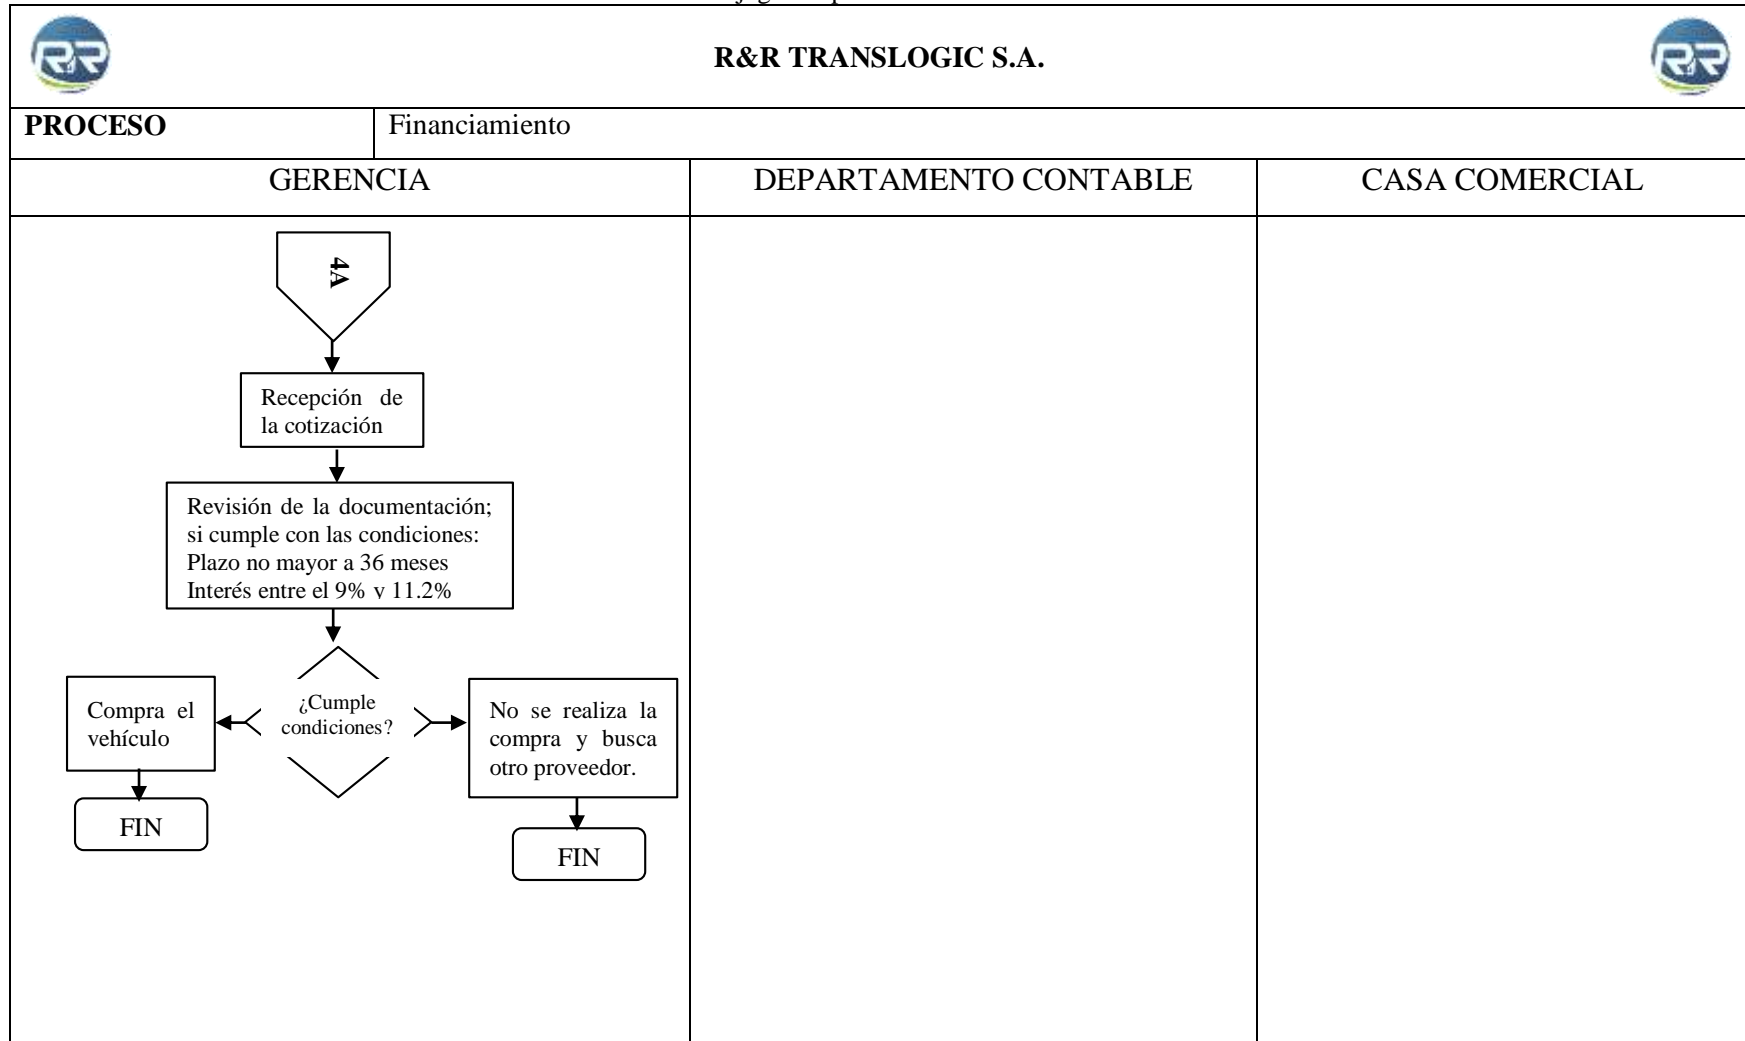 R&R TRANSLOGIC S.A.
PROCESO
Financiamiento
GERENCIA
DEPARTAMENTO CONTABLE
CASA COMERCIAL
4A
Recepción de
la cotización
Revisión de la documentación;
si cumple con las condiciones:
Plazo no mayor a 36 meses
Interés entre el 9% y 11.2%
¿Cumple
condiciones?
Compra el
vehículo
No se realiza la
compra y busca
otro proveedor.
FIN
FIN